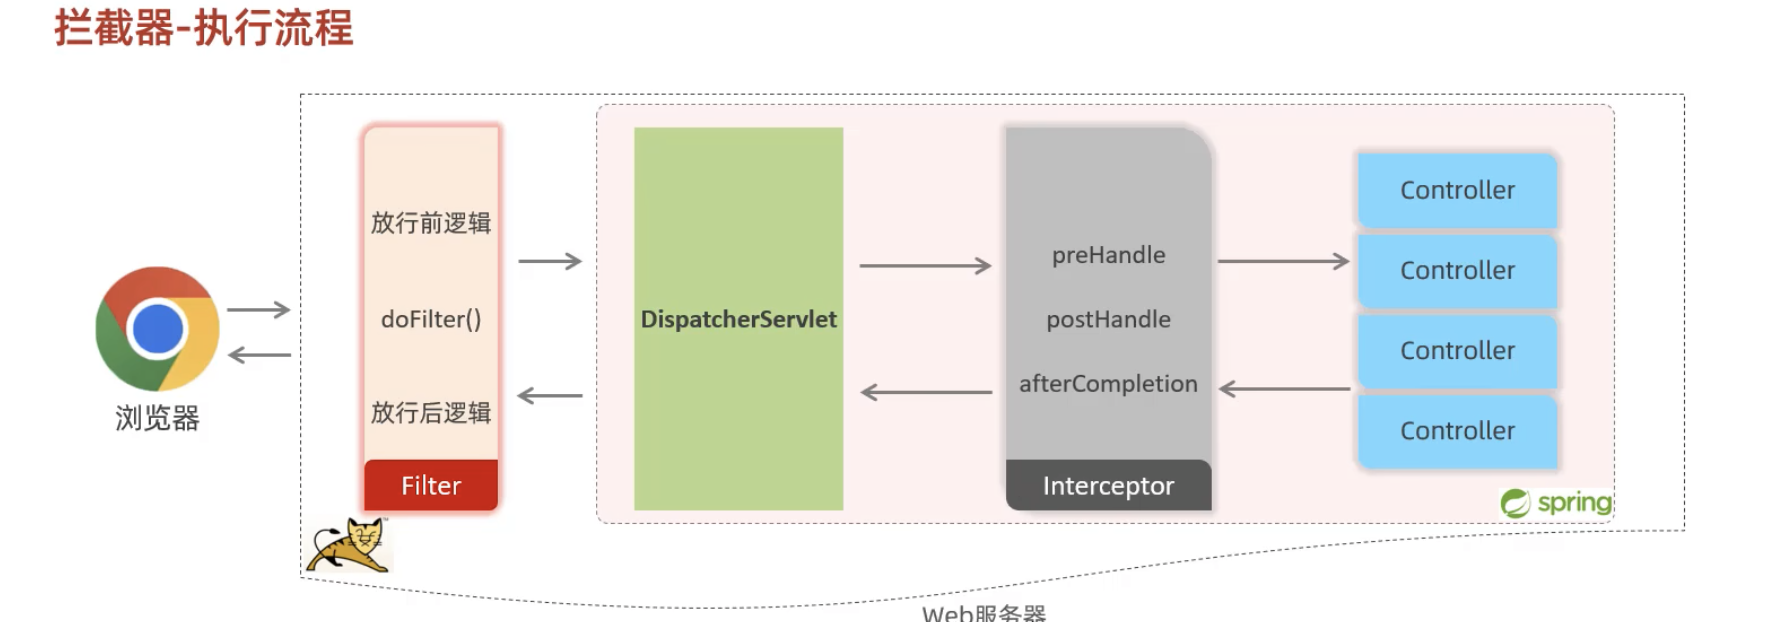 拦截器-执行流程
放行前逻辑
doFilter()
放行后逻辑
Filter
DispatcherServlet
preHandle
postHandle
afterCompletion
Interceptor
Controller
Controller
Controller
Controller
浏览器
spring
Web服务器